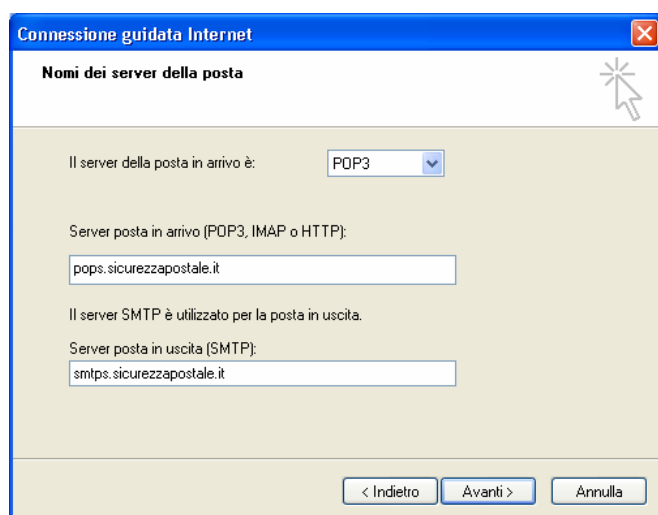 Connessione guidata Internet
Nomi dei server della posta
Il server della posta in arrivo è:
POP3
Server posta in arrivo (POP3, IMAP o HTTP):
pops.sicurezzapostale.it
Il server SMTP è utilizzato per la posta in uscita.
Server posta in uscita (SMTP):
smtps.sicurezzapostale.it
< Indietro
Avanti >
Annulla